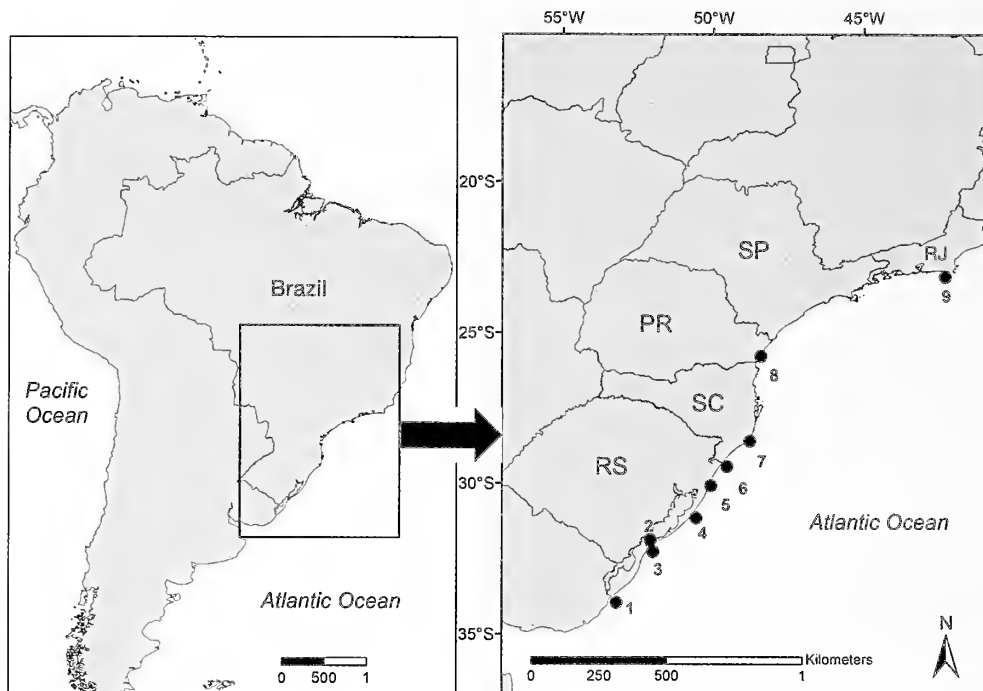 55°W 50°W 45°W
20°S
25°S
30°S
35°S
Brazil
Pacific
Ocean
Atlantic Ocean
0 500 1
SP
RJ
PR
SC
RS
9
8
7
6
5
4
2
3
1
Atlantic Ocean
N
Kilometers
0 250 500 1